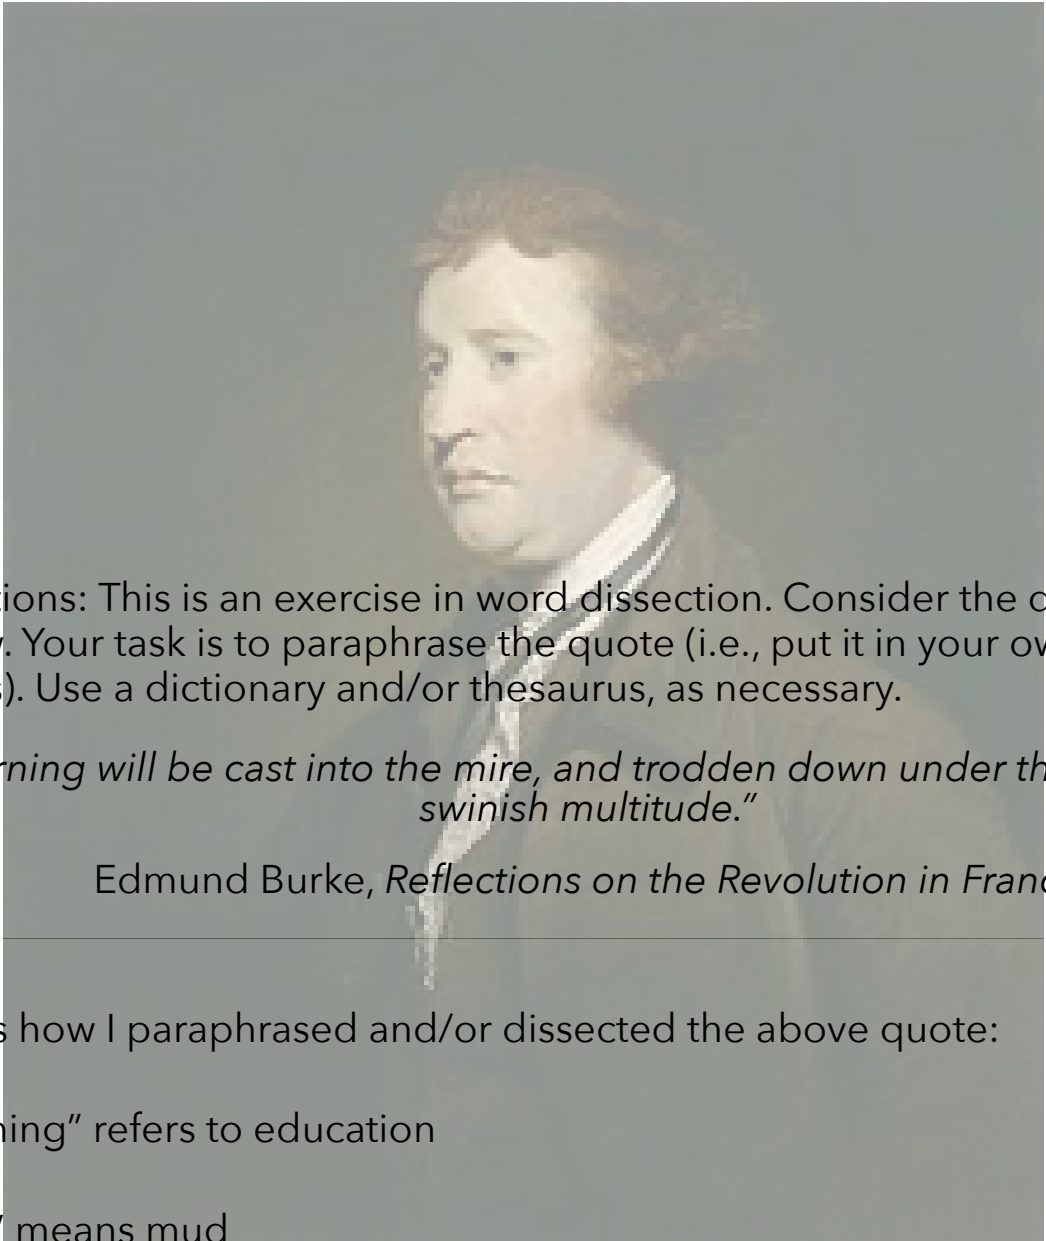 tions: This is an exercise in word dissection. Consider the
. Your task is to paraphrase the quote (i.e., put it in your
). Use a dictionary and/or thesaurus, as necessary.
rning will be cast into the mire, and trodden down under th
swinish multitude.”
Edmund Burke, Reflections on the Revolution in Franc
s how I paraphrased and/or dissected the above quote:
ning” refers to education
” means mud